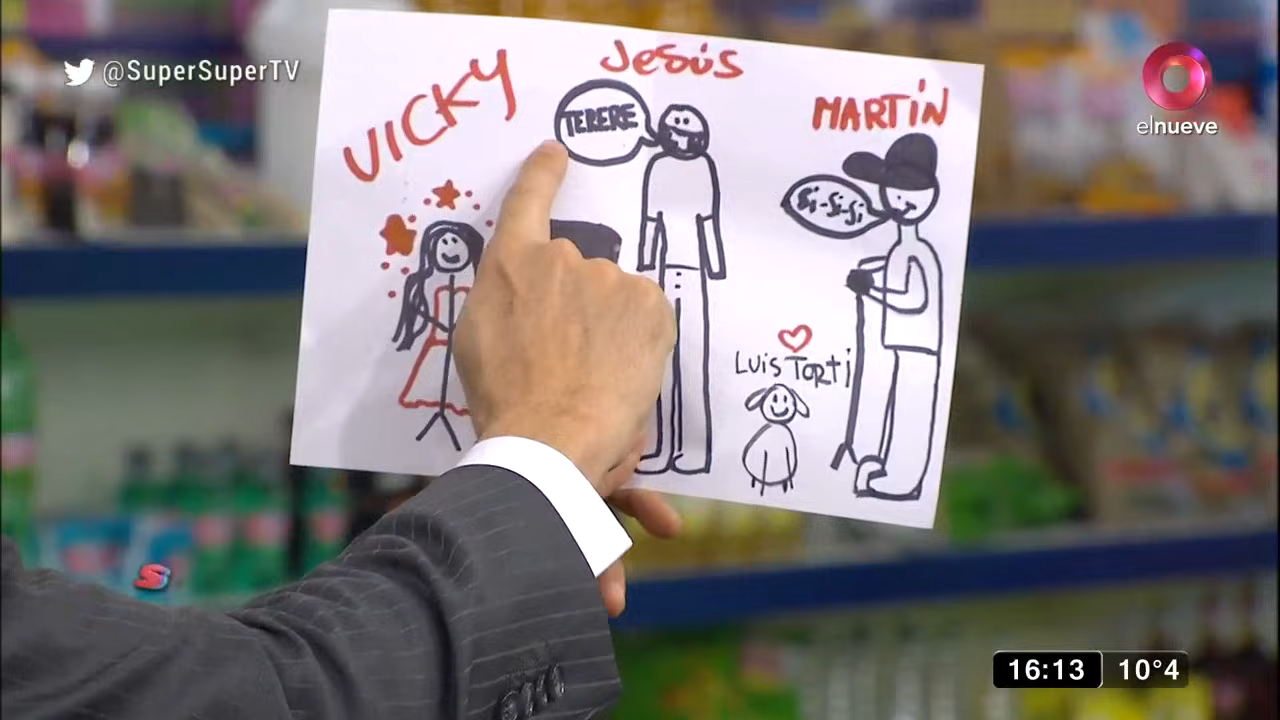 @SuperSuperTV
elnueve
VICKY
Jesús
MARTÍN
TERERE
Si-Si-Si
Luis Torti
S
16:13
10°4